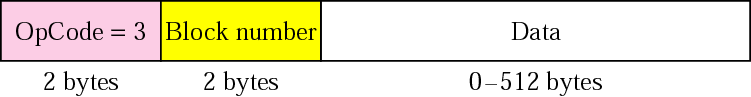 OpCode = 3 Block number Data
2 bytes 2 bytes 0–512 bytes